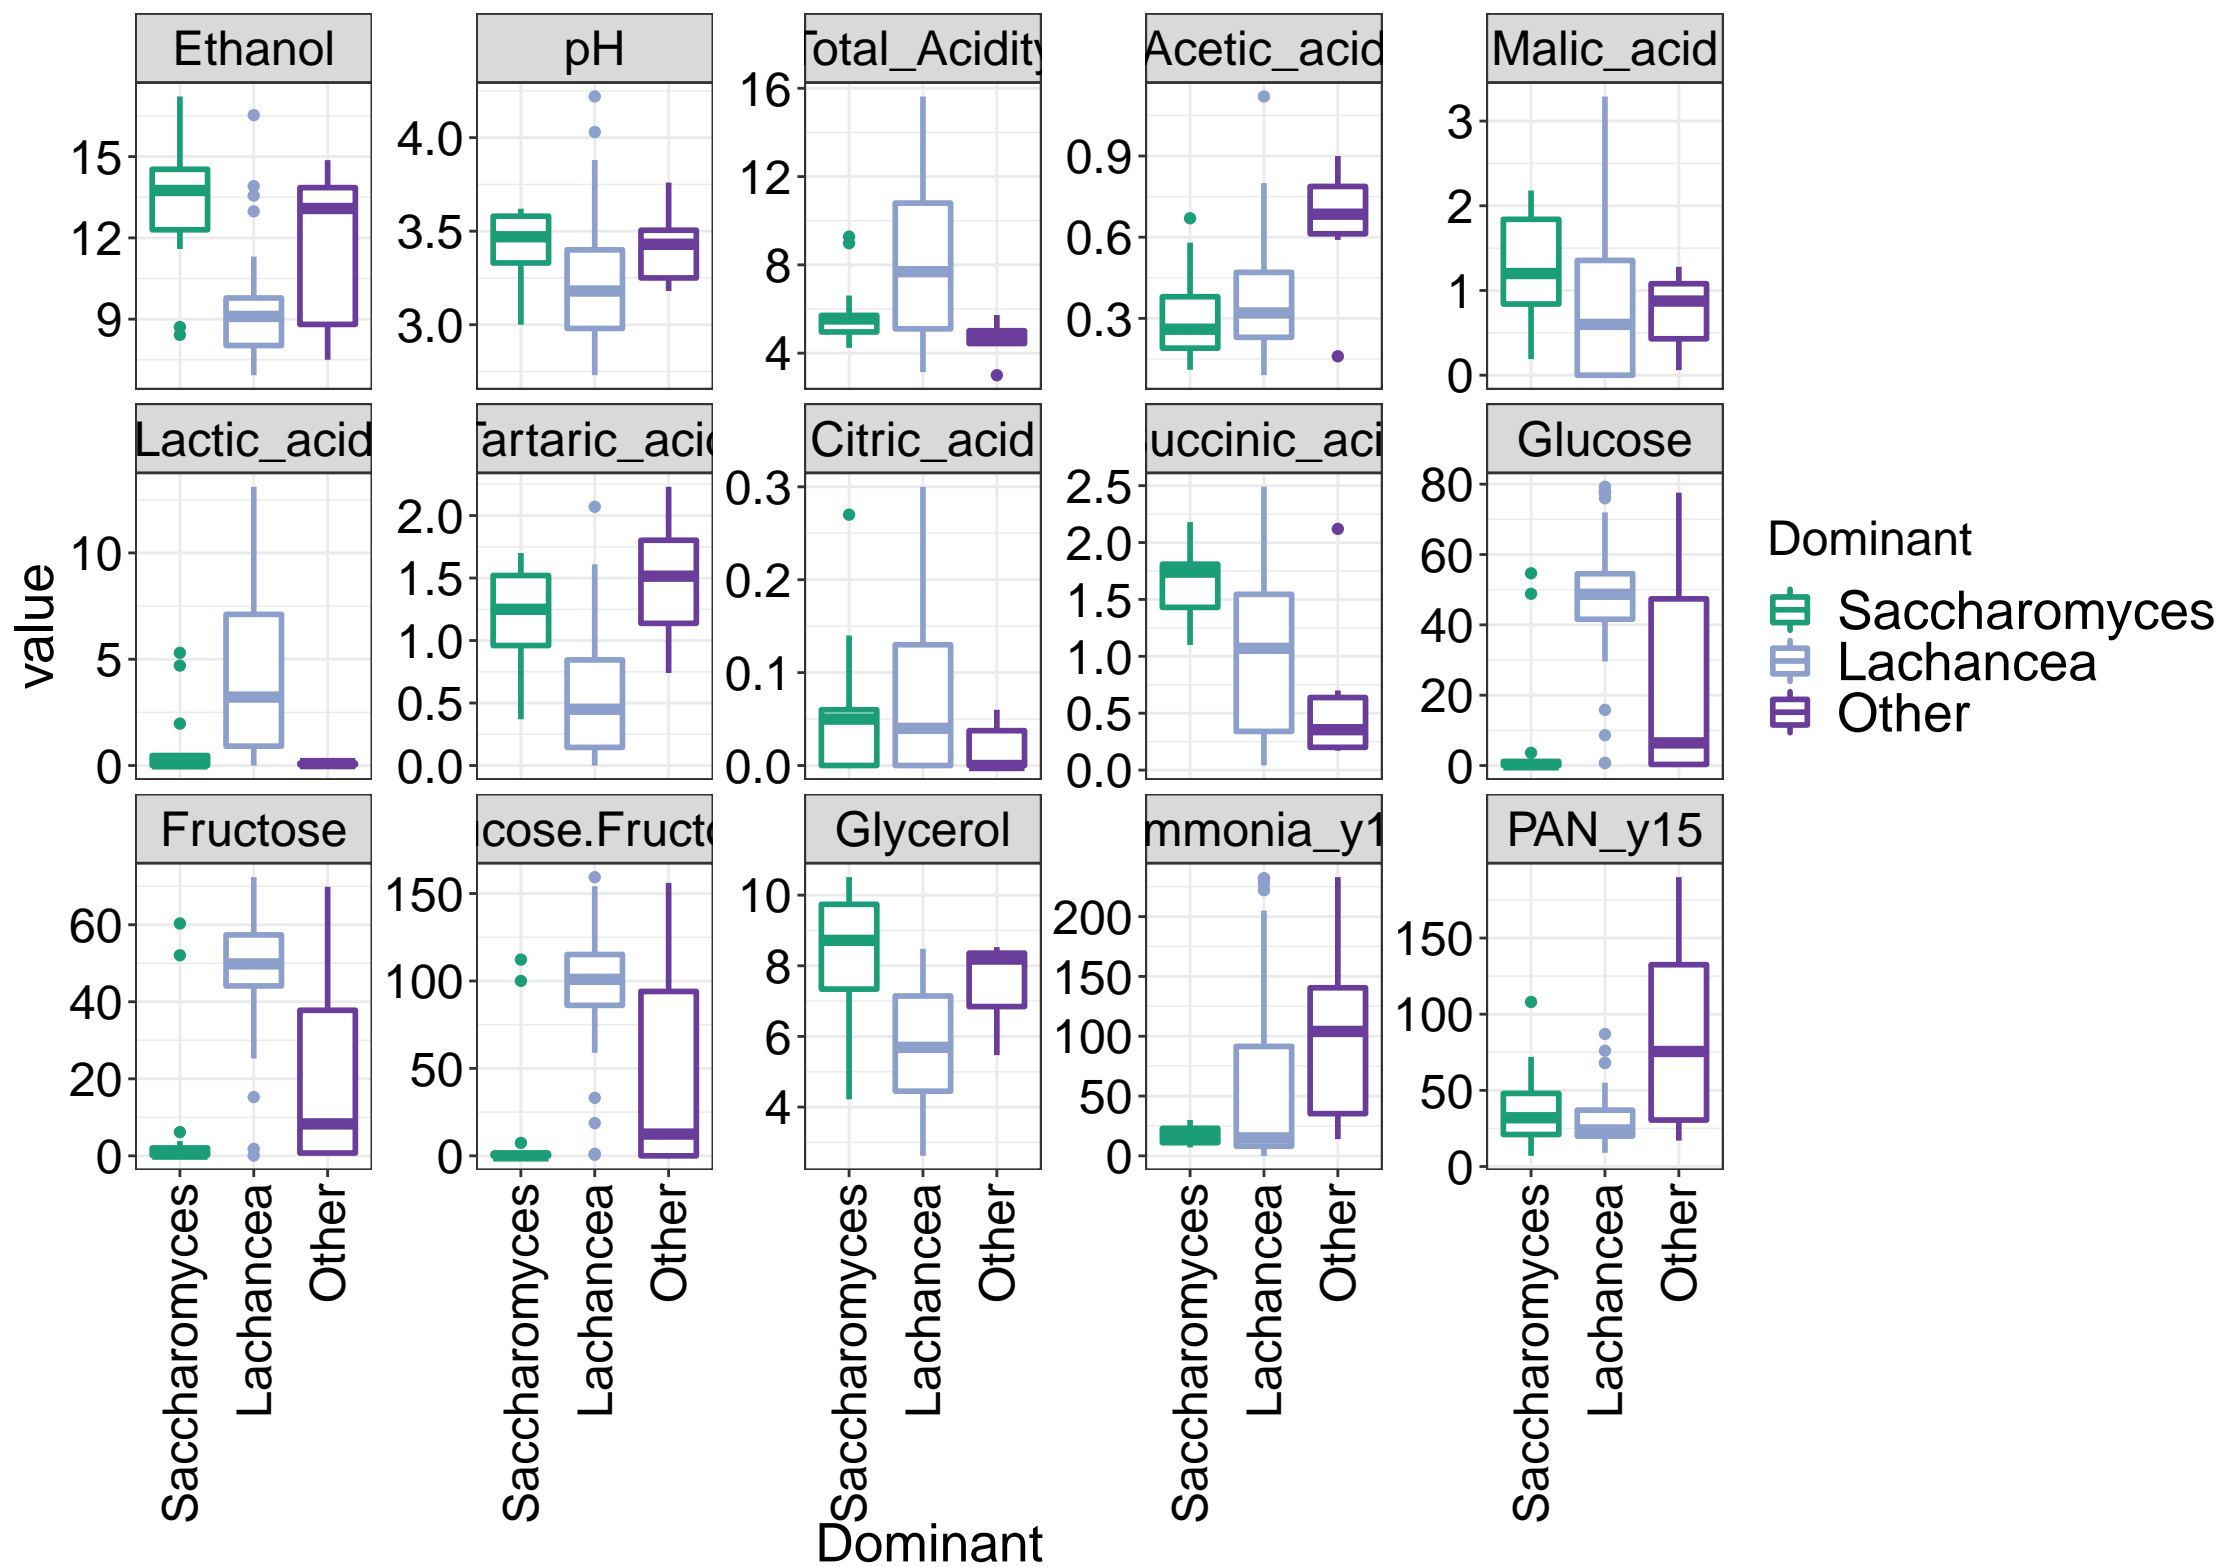 Ethanol
pH
Total_Acidity
Acetic_acid
Malic_acid
15
12
9
4.0
3.5
3.0
16
12
8
4
0.9
0.6
0.3
3
2
1
0
Lactic_acid
Tartaric_acid
Citric_acid
uccinic_aci
Glucose
10
5
0
2.0
1.5
1.0
0.5
0.0
0.3
0.2
0.1
0.0
2.5
2.0
1.5
1.0
0.5
0.0
80
60
40
20
0
Fructose
cose.Fructo
Glycerol
mmonia_y1
PAN_y15
60
40
20
0
150
100
50
0
10
8
6
4
200
150
100
50
0
150
100
50
0
Saccharomyces
Lachancea
Other
Saccharomyces
Lachancea
Other
Saccharomyces
Lachancea
Other
Saccharomyces
Lachancea
Other
Saccharomyces
Lachancea
Other
value
Dominant
Dominant
Saccharomyces
Lachancea
Other